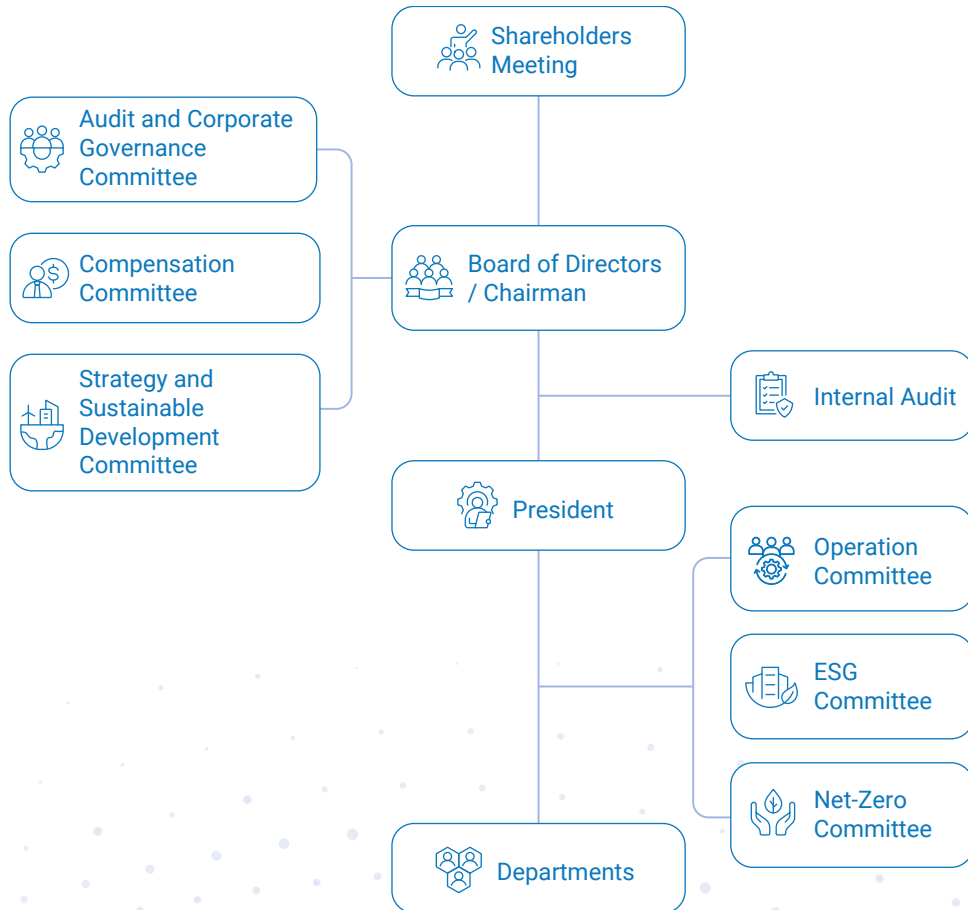 Shareholders
Meeting
Audit and Corporate
Governance
Committee
Compensation
Committee
Strategy and
Sustainable
Development
Committee
Board of Directors
/ Chairman
Internal Audit
President
Operation
Committee
ESG
Committee
Net-Zero
Committee
Departments